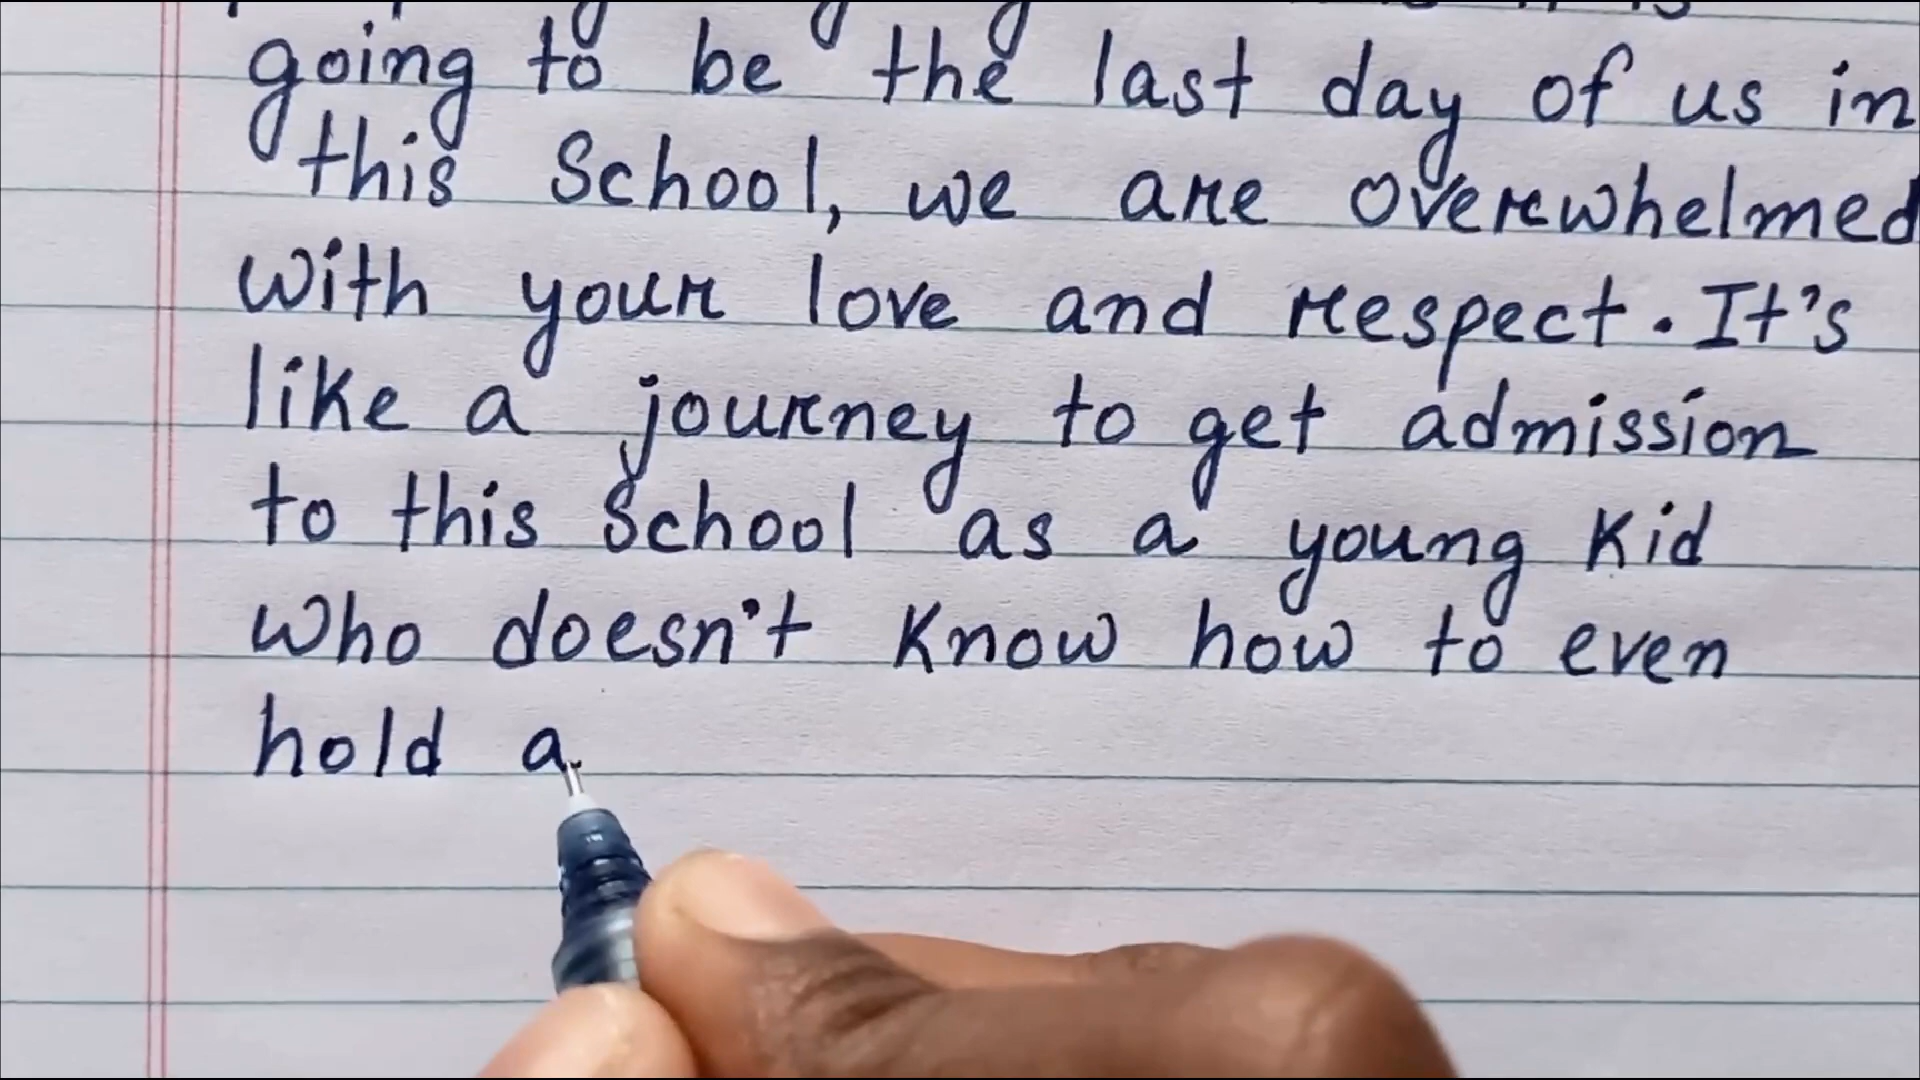 going to be the last day of us in
this School, we are overwhelmed
with your love and respect. It's
like a journey to get admission
to this School as a young Kid
who doesn't Know how to even
hold a